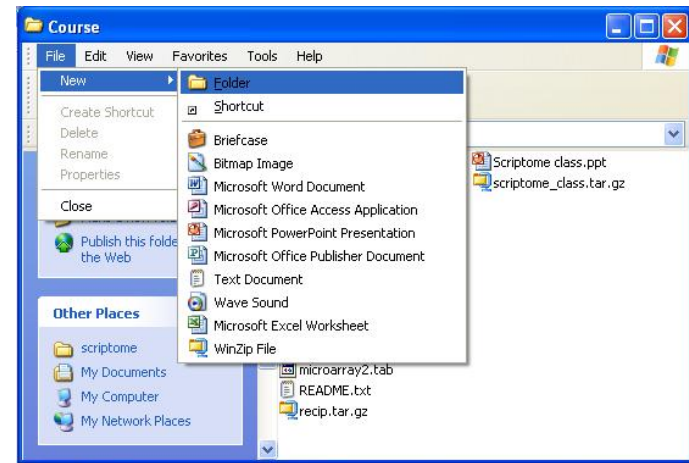 Course
File Edit View Favorites Tools Help
New
Create Shortcut
Delete
Rename
Properties
Close
Folder
Shortcut
Briefcase
Bitmap Image
Microsoft Word Document
Microsoft Office Access Application
Microsoft PowerPoint Presentation
Microsoft Office Publisher Document
Text Document
Wave Sound
Microsoft Excel Worksheet
WinZip File
Publish this folde
the Web
Other Places
scriptome
My Documents
My Computer
My Network Places
Scriptome class.ppt
scriptome_class.tar.gz
microarray2.tab
README.txt
recip.tar.gz